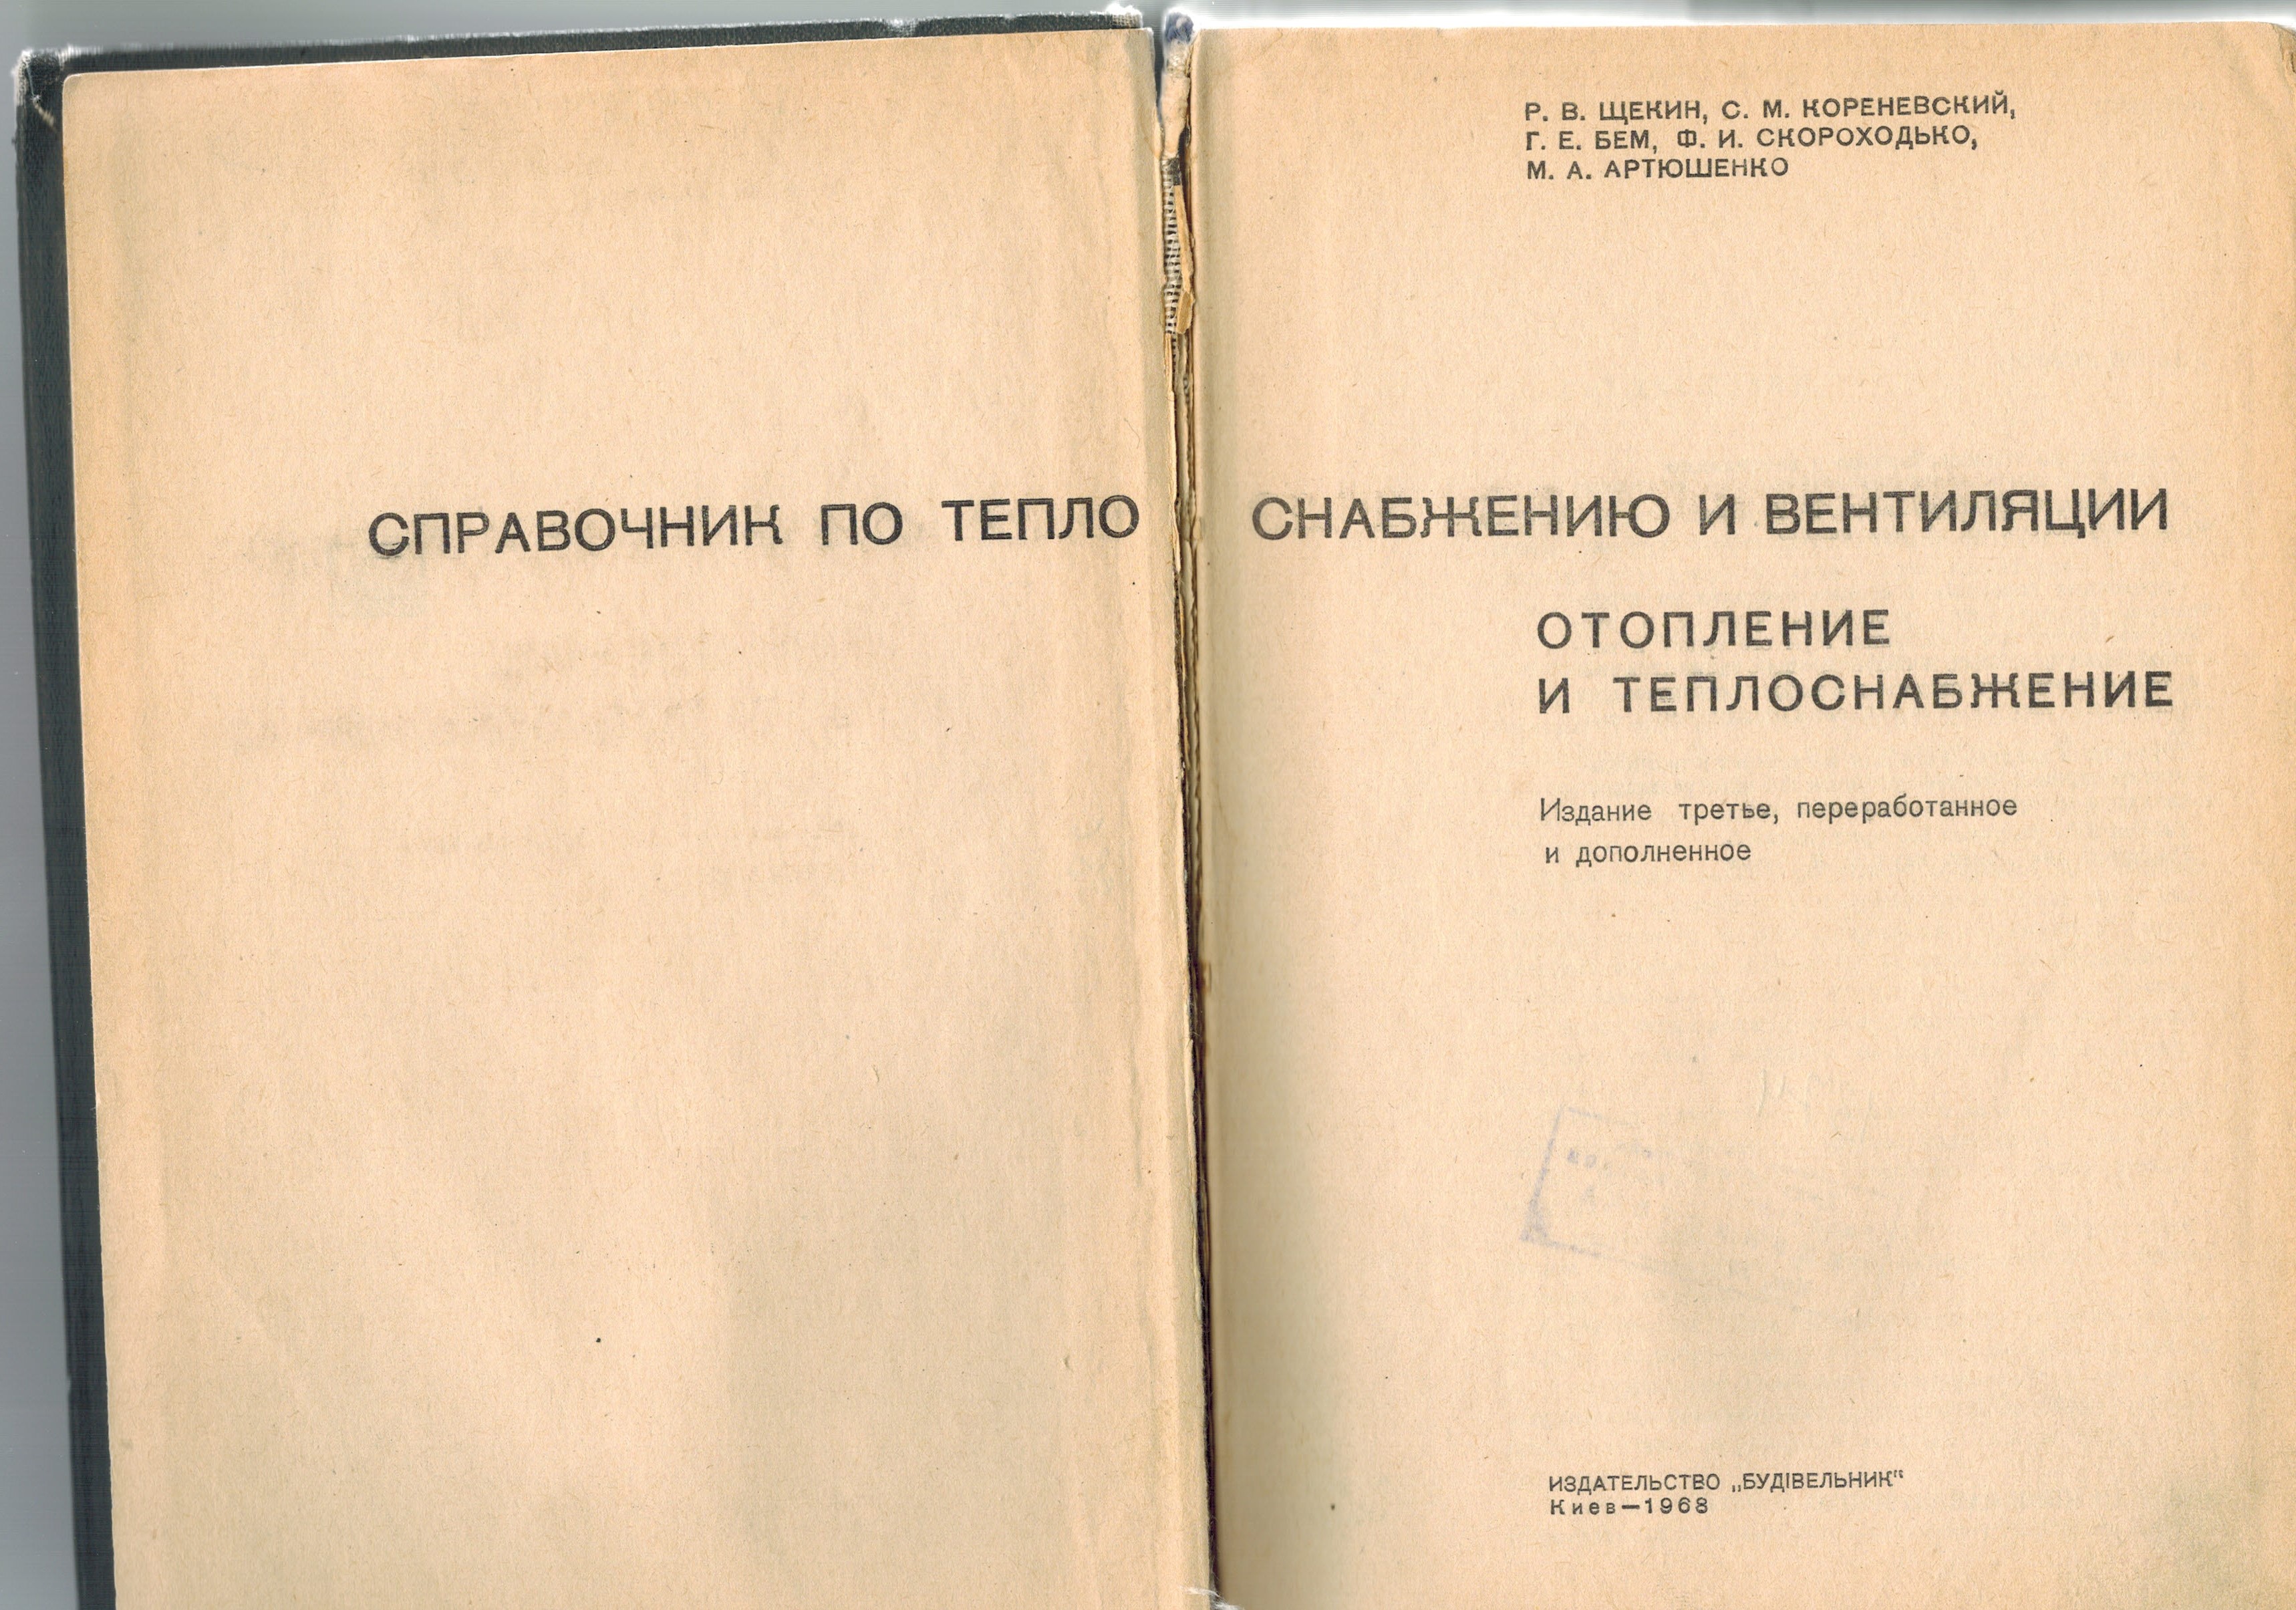 Р. В. ЩЕКИН, С. М. КОРЕНЕВСКИЙ,
Г. Е. БЕМ, Ф. И. СКОРОХОДЬКО,
М. А. АРТЮШЕНКО
СПРАВОЧНИК ПО ТЕПЛО СНАБЖЕНИЮ И ВЕНТИЛЯЦИИ
ОТОПЛЕНИЕ
И ТЕПЛОСНАБЖЕНИЕ
Издание третье, переработанное
и дополненное
ИЗДАТЕЛЬСТВО „БУДІВЕЛЬНИК“
Киев—1968